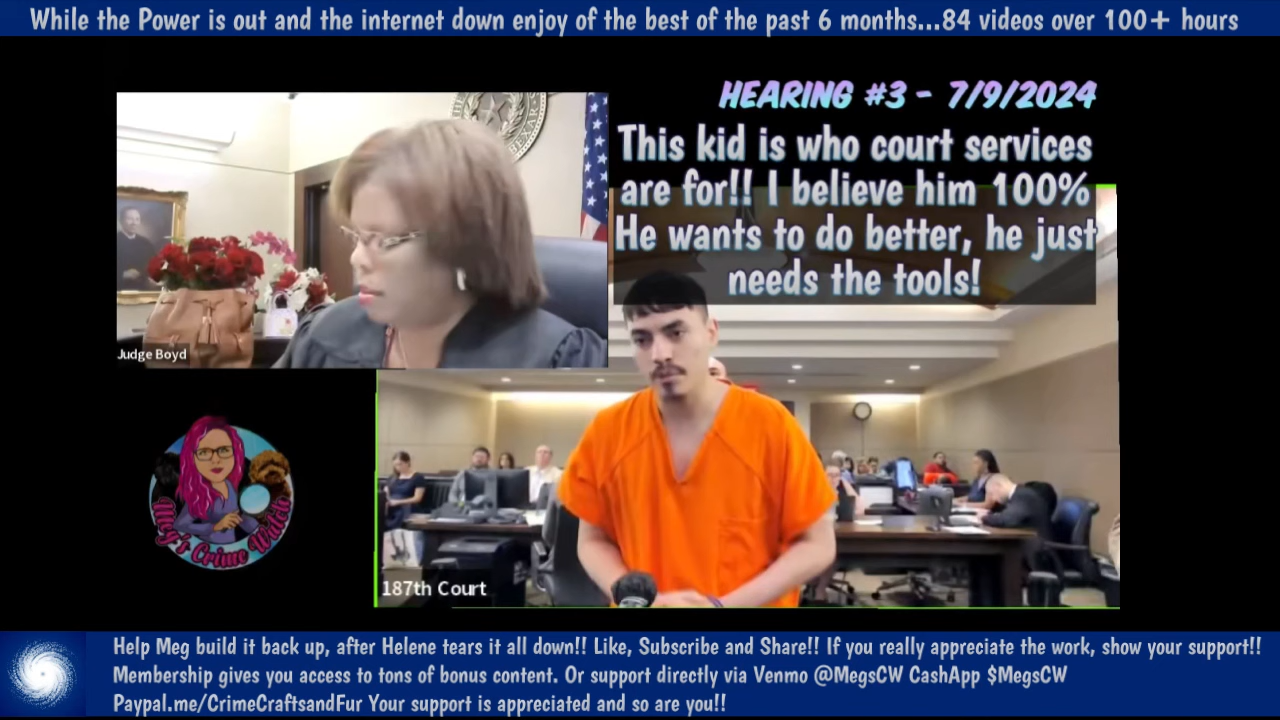 While the Power is out and the internet down enjoy of the best of the past 6 months...84 videos over 100+ hours
HEARING #3 - 7/9/2024
This kid is who court services
are for!! I believe him 100%
He wants to do better, he just
needs the tools!
Judge Boyd
Meg's Crime Watch
187th Court
Help Meg build it back up, after Helene tears it all down!! Like, Subscribe and Share!! If you really appreciate the work, show your support!!
Membership gives you access to tons of bonus content. Or support directly via Venmo @MegsCW CashApp $MegsCW
Paypal.me/CrimeCraftsandFur Your support is appreciated and so are you!!